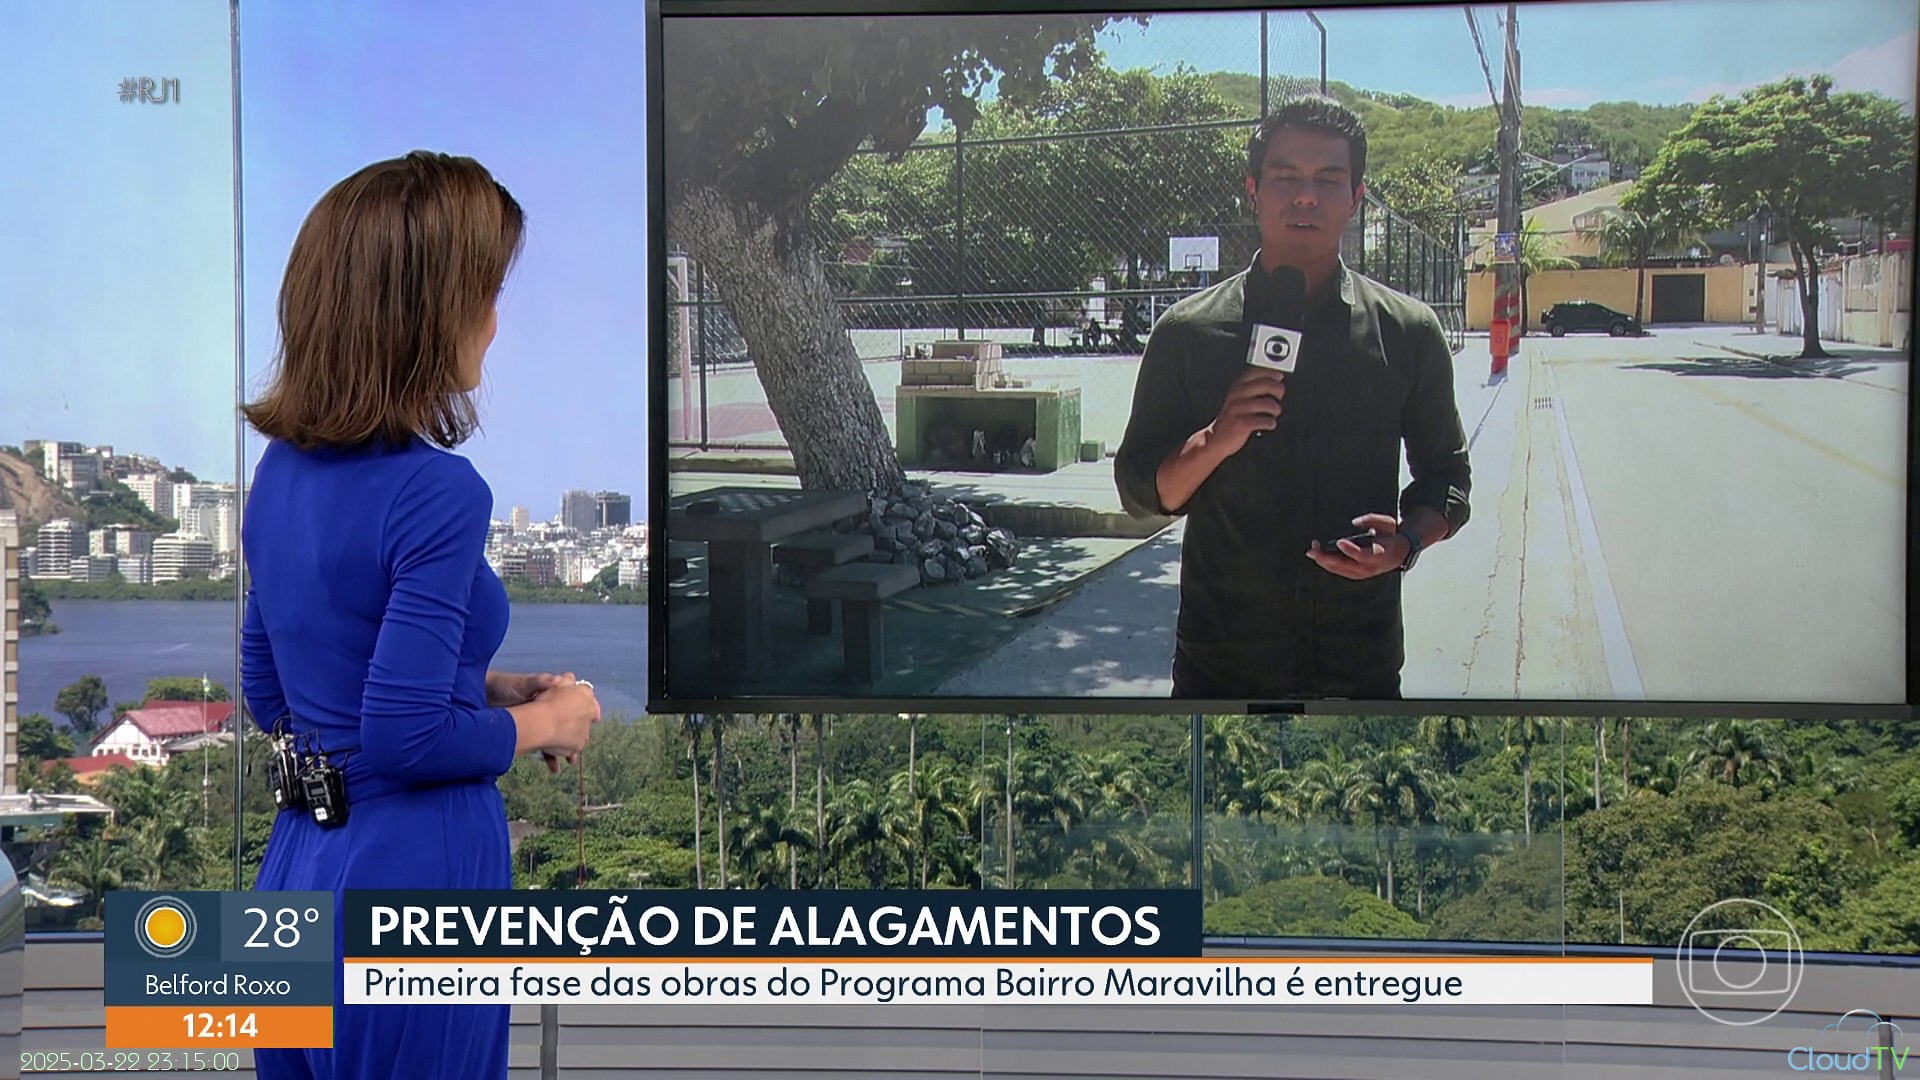 #RJ1
28°
PREVENÇÃO DE ALAGAMENTOS
Belford Roxo
Primeira fase das obras do Programa Bairro Maravilha é entregue
12:14
2025-03-22 23:15:00
CloudTV